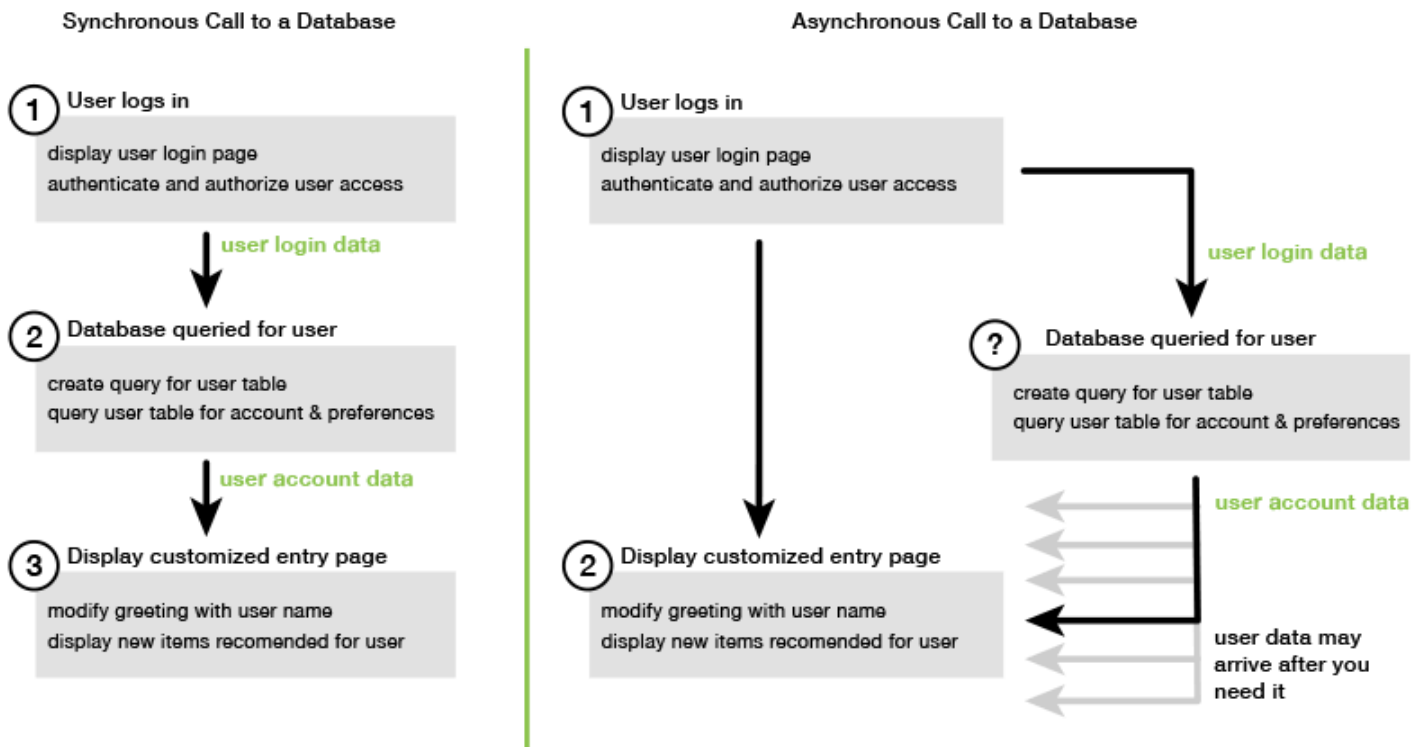 Synchronous Call to a Database
1
User logs in
display user login page
authenticate and authorize user access
user login data
2
Database queried for user
create query for user table
query user table for account & preferences
user account data
3
Display customized entry page
modify greeting with user name
display new items recomended for user
Asynchronous Call to a Database
1
User logs in
display user login page
authenticate and authorize user access
user login data
?
Database queried for user
create query for user table
query user table for account & preferences
user account data
2
Display customized entry page
modify greeting with user name
display new items recomended for user
user data may
arrive after you
need it